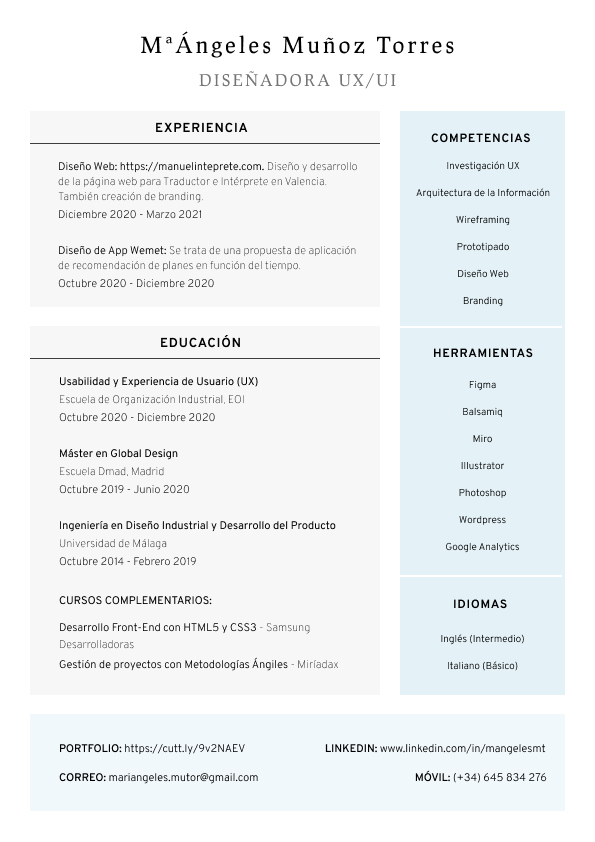 MªÁngeles Muñoz Torres
DISEÑADORA UX/UI
EXPERIENCIA
Diseño Web: https://manuelinteprete.com. Diseño y desarrollo
de la página web para Traductor e Intérprete en Valencia.
También creación de branding.
Diciembre 2020 - Marzo 2021
Diseño de App Wemet: Se trata de una propuesta de aplicación
de recomendación de planes en función del tiempo.
Octubre 2020 - Diciembre 2020
EDUCACIÓN
Usabilidad y Experiencia de Usuario (UX)
Escuela de Organización Industrial, EOI
Octubre 2020 - Diciembre 2020
Máster en Global Design
Escuela Dmad, Madrid
Octubre 2019 - Junio 2020
Ingeniería en Diseño Industrial y Desarrollo del Producto
Universidad de Málaga
Octubre 2014 - Febrero 2019
CURSOS COMPLEMENTARIOS:
Desarrollo Front-End con HTML5 y CSS3 - Samsung
Desarrolladoras
Gestión de proyectos con Metodologías Ángiles - Miríadax
COMPETENCIAS
Investigación UX
Arquitectura de la Información
Wireframing
Prototipado
Diseño Web
Branding
HERRAMIENTAS
Figma
Balsamiq
Miro
Illustrator
Photoshop
Wordpress
Google Analytics
IDIOMAS
Inglés (Intermedio)
Italiano (Básico)
PORTFOLIO: https://cutt.ly/9v2NAEV
LINKEDIN: www.linkedin.com/in/mangelesmt
CORREO: mariangeles.mutor@gmail.com
MÓVIL: (+34) 645 834 276